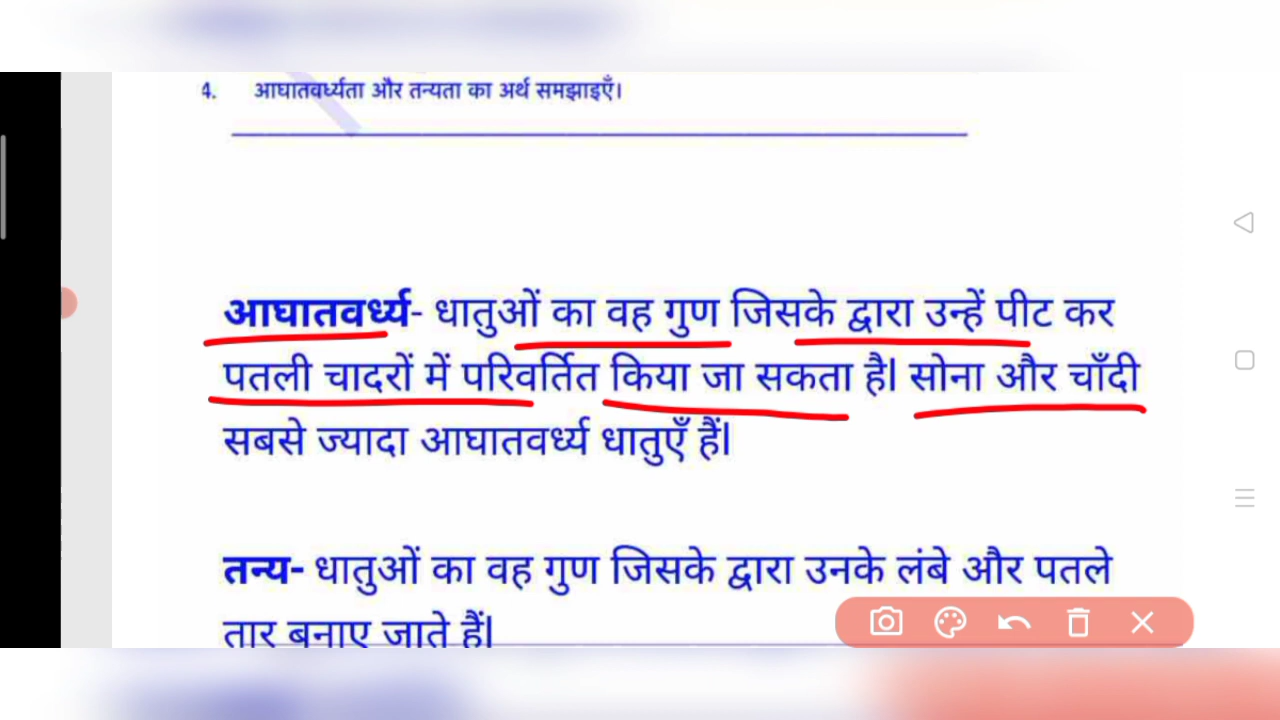 4. आघातवर्ध्यता और तन्यता का अर्थ समझाइएँ।
आघातवर्ध्य- धातुओं का वह गुण जिसके द्वारा उन्हें पीट कर
पतली चादरों में परिवर्तित किया जा सकता है। सोना और चाँदी
सबसे ज्यादा आघातवर्ध्य धातुएँ हैं।
तन्य- धातुओं का वह गुण जिसके द्वारा उनके लंबे और पतले
तार बनाए जाते हैं।